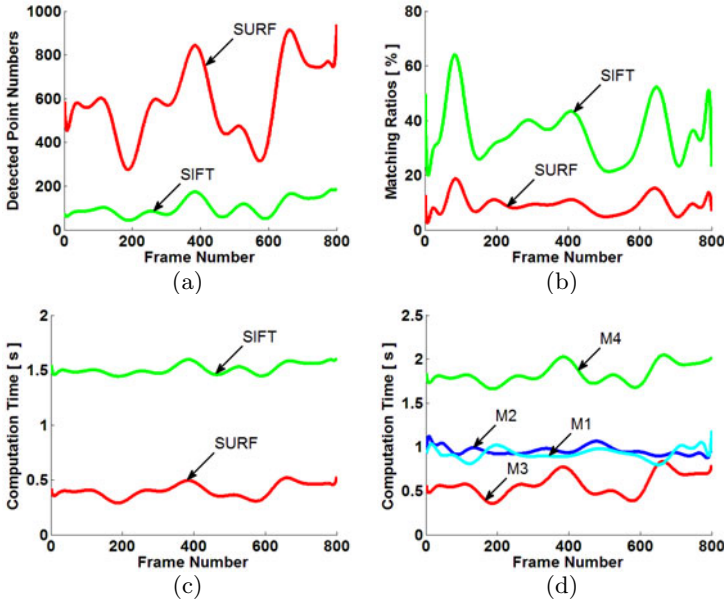 1000
800
600
400
200
0
Detected Point Numbers
SURF
SIFT
0 200 400 600 800
Frame Number
(a)
80
60
40
20
0
Matching Ratios [ % ]
SIFT
SURF
0 200 400 600 800
Frame Number
(b)
2
1.5
1
0.5
0
Computation Time [ s ]
SIFT
SURF
0 200 400 600 800
Frame Number
(c)
2.5
2
1.5
1
0.5
0
Computation Time [ s ]
M4
M2
M1
M3
0 200 400 600 800
Frame Number
(d)